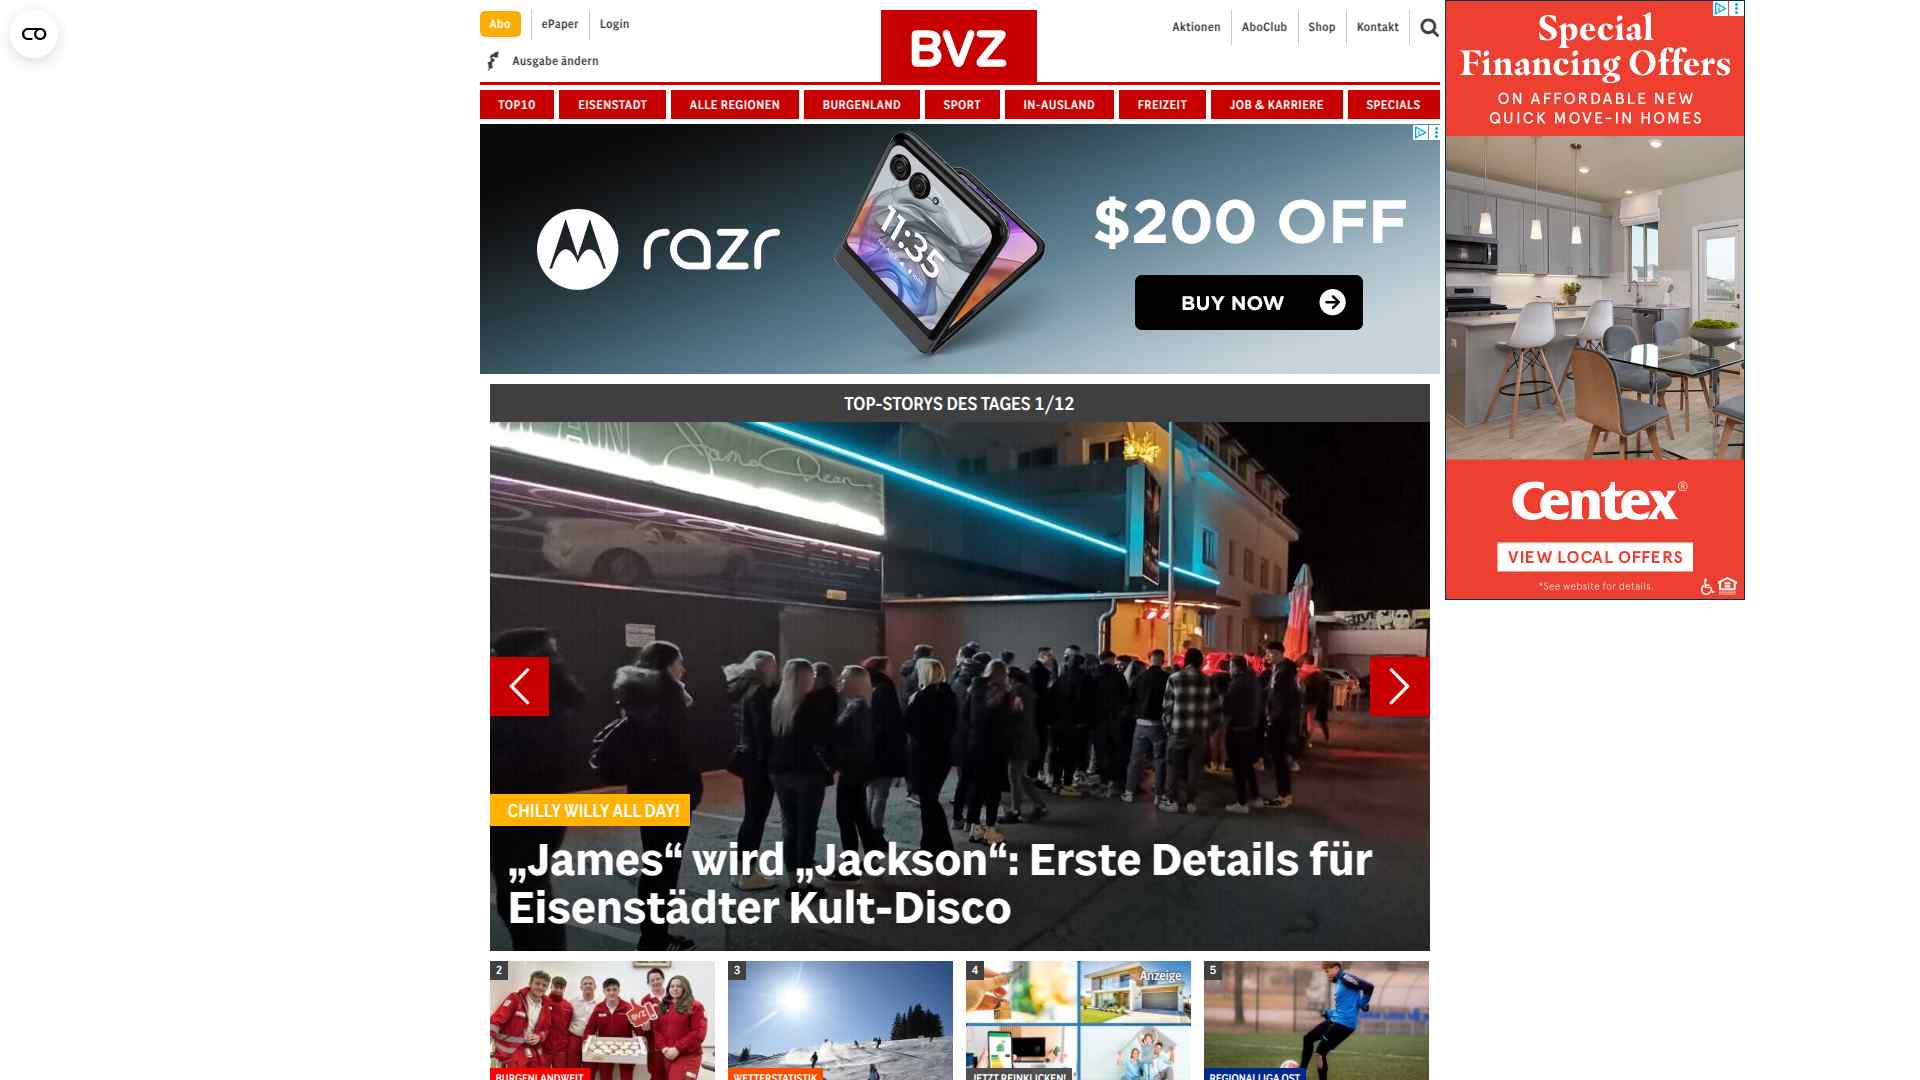 Abo
ePaper
Login
Ausgabe ändern
BVZ
Aktionen
AboClub
Shop
Kontakt
TOP10
EISENSTADT
ALLE REGIONEN
BURGENLAND
SPORT
IN-AUSLAND
FREIZEIT
JOB & KARRIERE
SPECIALS
razr
11:35
$200 OFF
BUY NOW
Special
Financing Offers
ON AFFORDABLE NEW
QUICK MOVE-IN HOMES
Centex®
VIEW LOCAL OFFERS
*See website for details.
TOP-STORYS DES TAGES 1/12
James Dean
CHILLY WILLY ALL DAY!
„James“ wird „Jackson“: Erste Details für
Eisenstädter Kult-Disco
2
BVZ
BURGENLANDWEIT
3
WETTERSTATISTIK
4
Anzeige
JETZT REINKLICKEN!
5
REGIONALLIGA OST